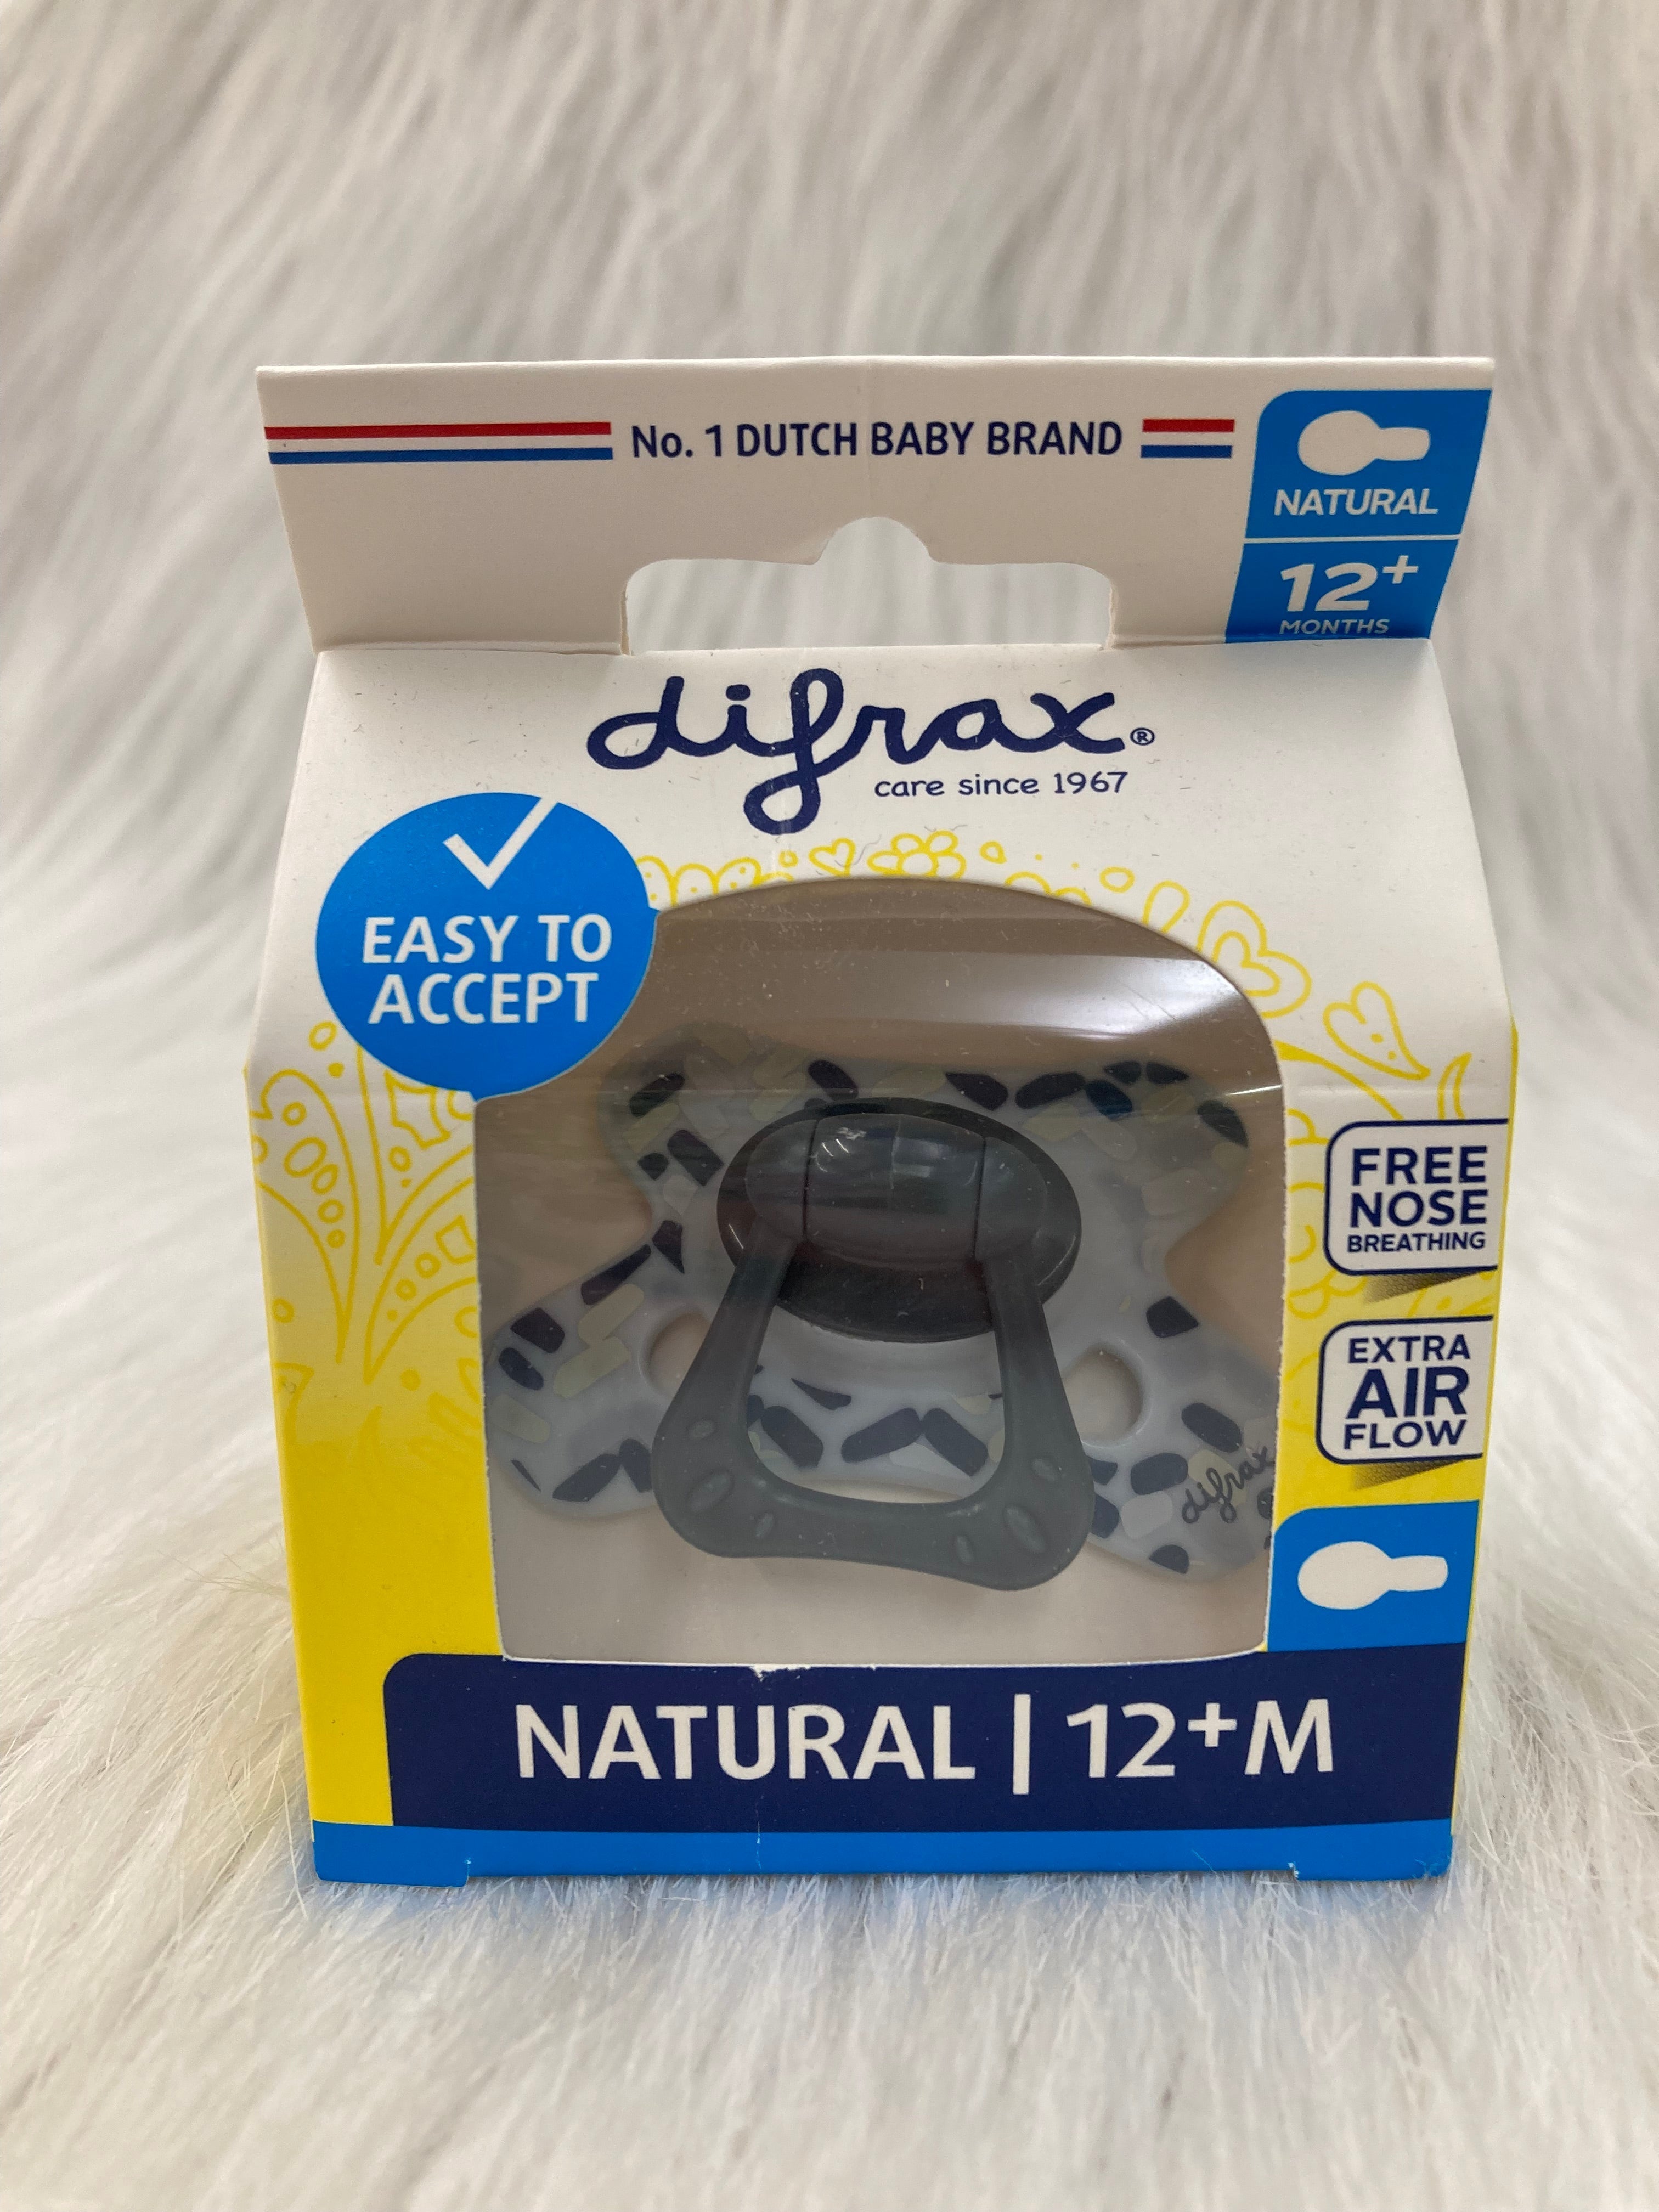 No. 1 DUTCH BABY BRAND
NATURAL
12+
MONTHS
difrax®
care since 1967
EASY TO
ACCEPT
FREE
NOSE
BREATHING
EXTRA
AIR
FLOW
difrax
NATURAL | 12+M